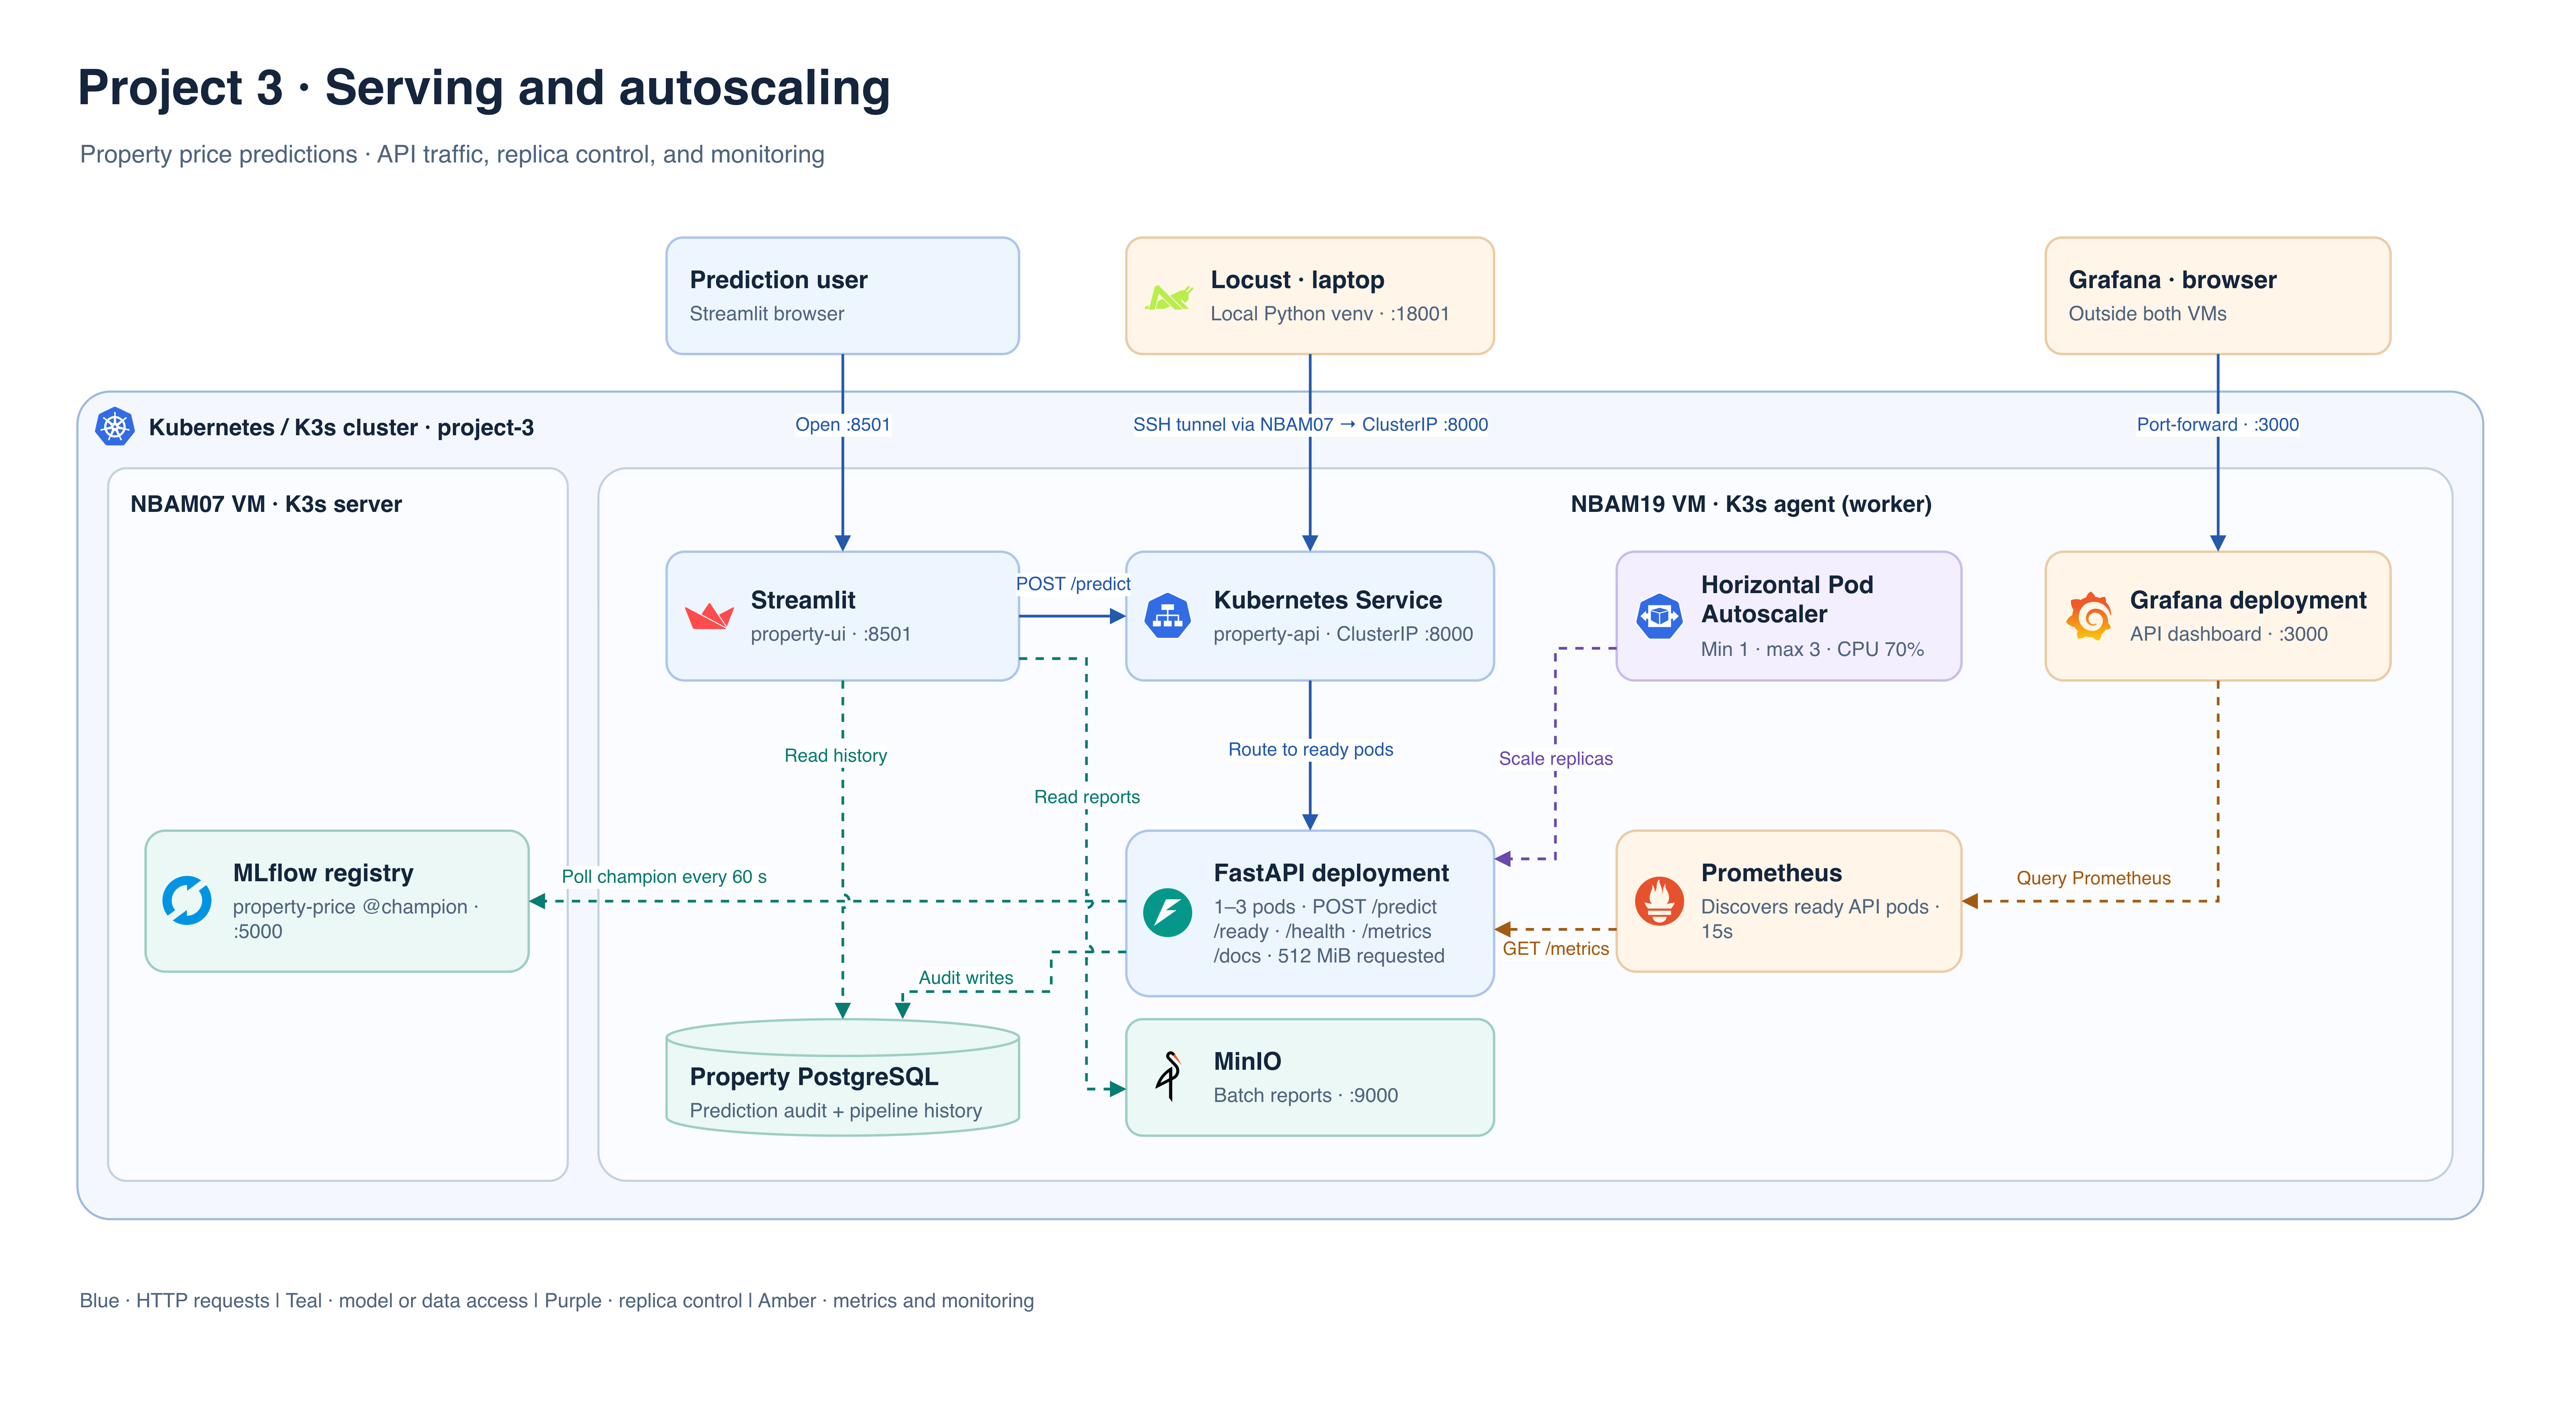 Project 3 · Serving and autoscaling
Property price predictions · API traffic, replica control, and monitoring
Prediction user
Streamlit browser
Locust · laptop
Local Python venv · :18001
Grafana · browser
Outside both VMs
Kubernetes / K3s cluster · project-3
Open :8501
SSH tunnel via NBAM07 → ClusterIP :8000
Port-forward · :3000
NBAM07 VM · K3s server
NBAM19 VM · K3s agent (worker)
Streamlit
property-ui · :8501
POST /predict
Kubernetes Service
property-api · ClusterIP :8000
Horizontal Pod
Autoscaler
Min 1 · max 3 · CPU 70%
Grafana deployment
API dashboard · :3000
Read history
Route to ready pods
Scale replicas
Read reports
MLflow registry
property-price @champion ·
:5000
Poll champion every 60 s
FastAPI deployment
1–3 pods · POST /predict
/ready · /health · /metrics
/docs · 512 MiB requested
Prometheus
Discovers ready API pods ·
15s
Query Prometheus
GET /metrics
Audit writes
Property PostgreSQL
Prediction audit + pipeline history
MinIO
Batch reports · :9000
Blue · HTTP requests | Teal · model or data access | Purple · replica control | Amber · metrics and monitoring